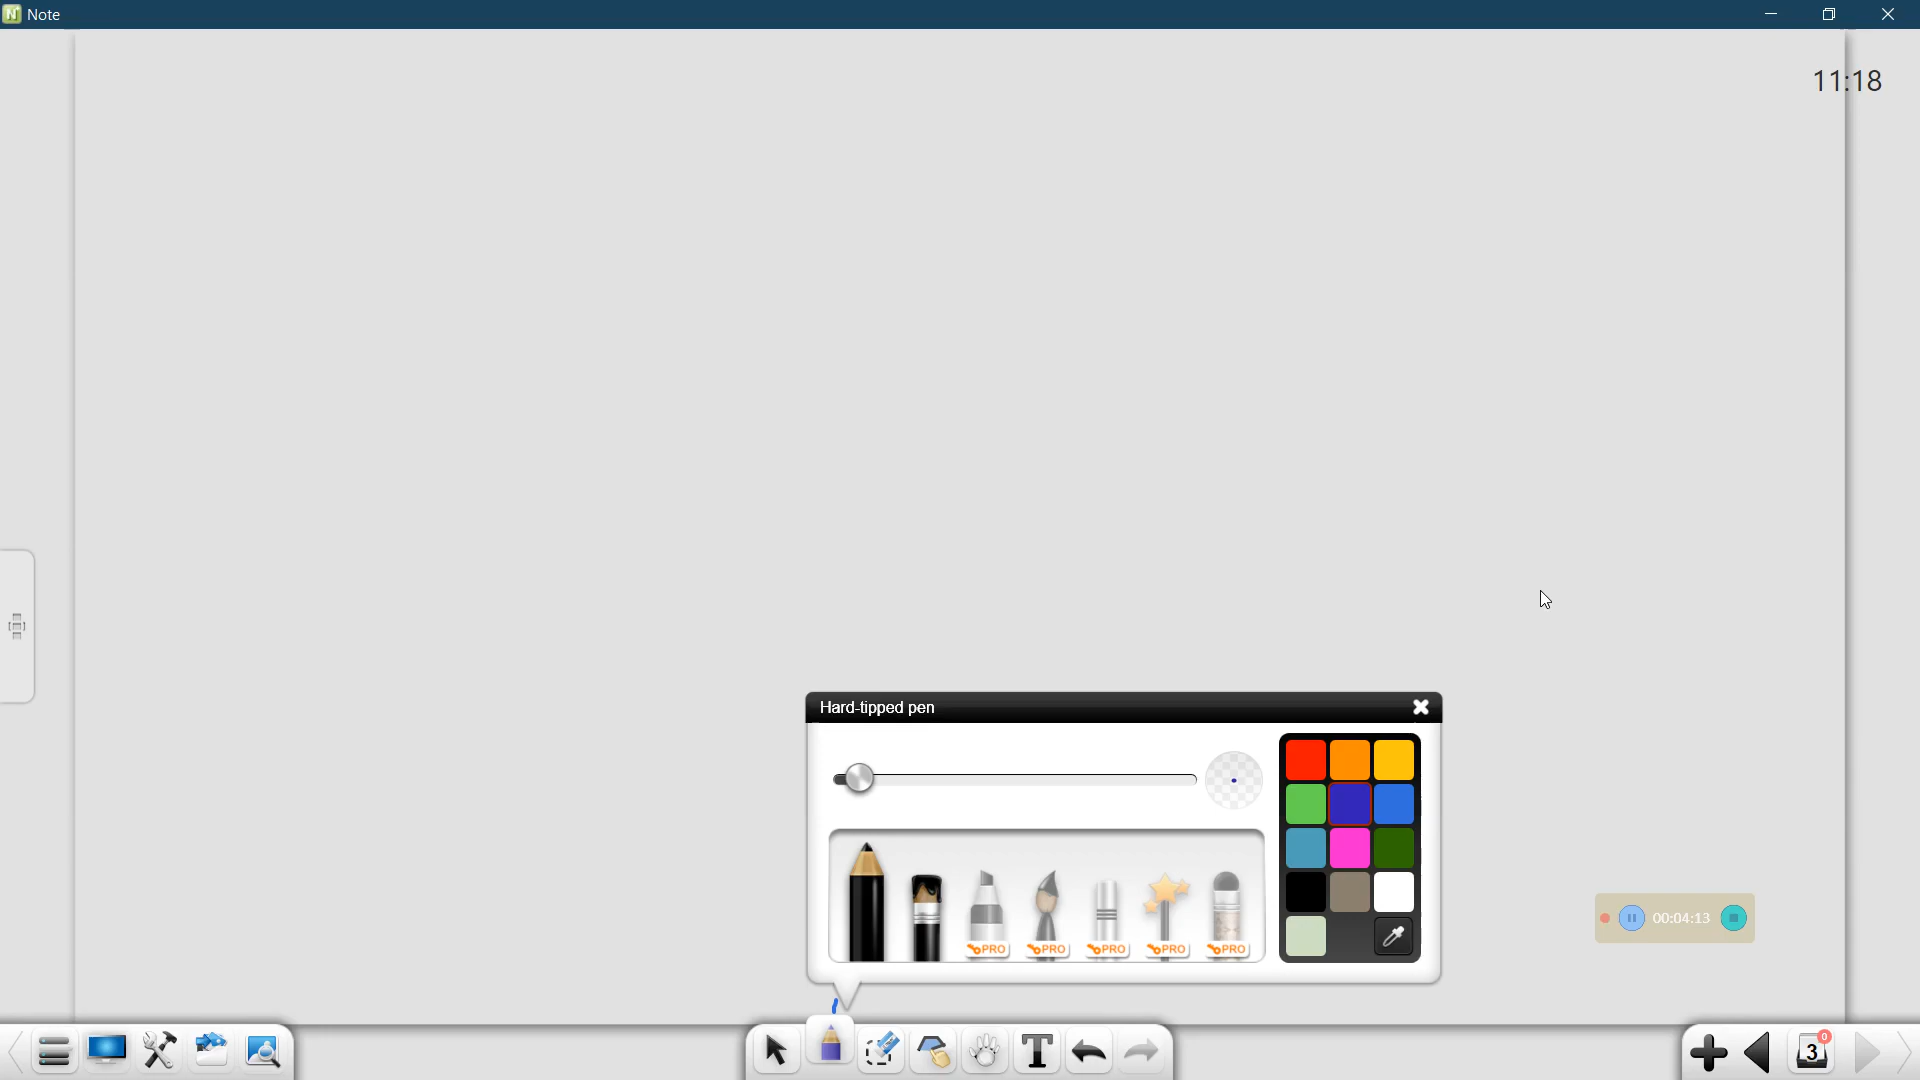 Note
11:18
Hard-tipped pen
PRO PRO PRO PRO PRO
00:04:13
T
3
0